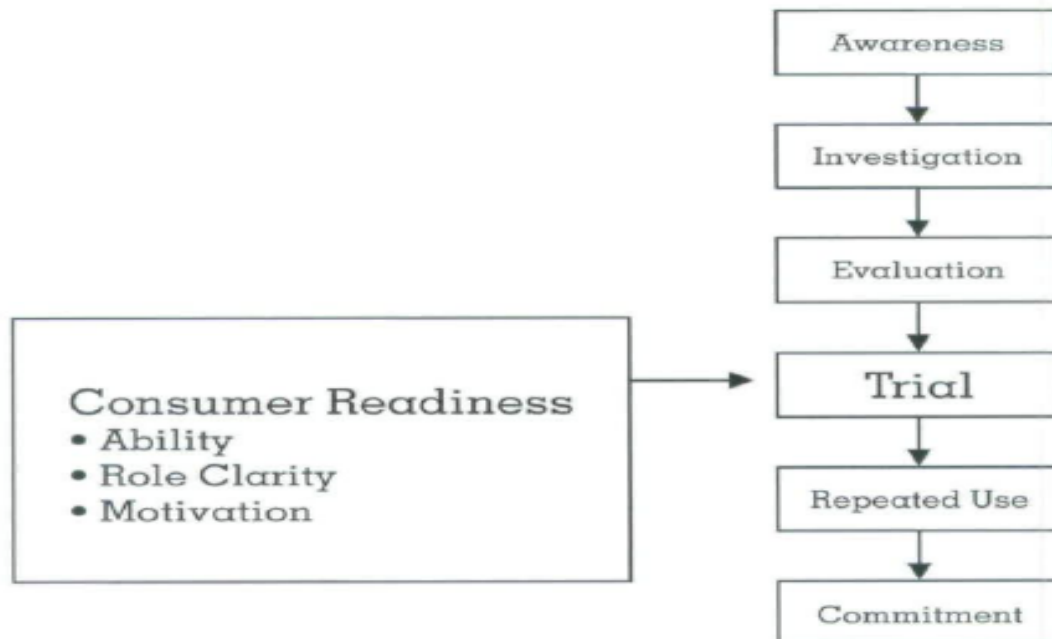 Awareness
Investigation
Evaluation
Trial
Repeated Use
Commitment
Consumer Readiness
• Ability
• Role Clarity
• Motivation